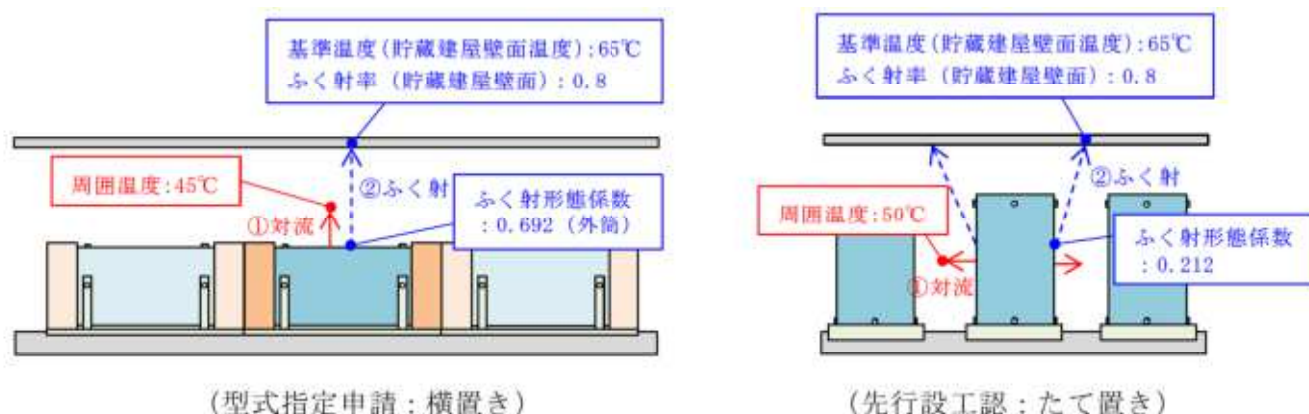 基準温度(貯蔵建屋壁面温度):65℃
ふく射率(貯蔵建屋壁面):0.8
周囲温度:45℃
①対流
②ふく射
ふく射形態係数
:0.692(外筒)
(型式指定申請:横置き)
基準温度(貯蔵建屋壁面温度):65℃
ふく射率(貯蔵建屋壁面):0.8
②ふく射
周囲温度:50℃
①対流
ふく射形態係数
:0.212
(先行設工認:たて置き)